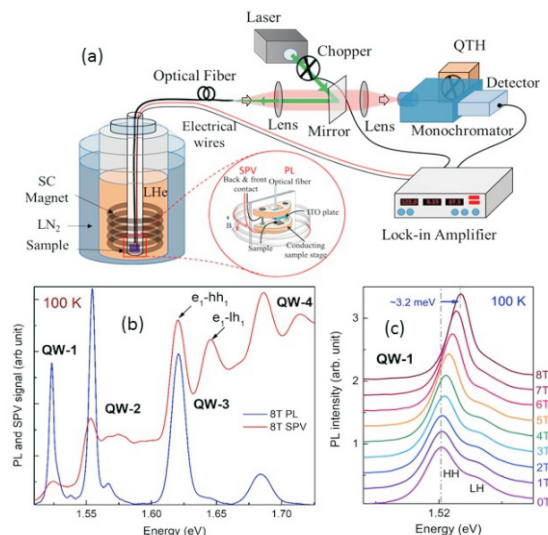 (a)
Laser
Chopper
QTH
Detector
Optical Fiber
Lens
Mirror
Lens
Monochromator
Electrical
wires
LHe
SC
Magnet
LN2
Sample
SPV
PL
Back & front
contact
Optical fiber
ITO plate
B
Sample
Conducting
sample stage
Lock-in Amplifier
100 K
(b)
e1-hh1
e1-lh1
QW-4
QW-1
QW-2
QW-3
8T PL
8T SPV
PL and SPV signal (arb unit)
1.55
1.60
1.65
1.70
Energy (eV)
~3.2 meV
100 K
(c)
QW-1
3
2
1
8T
7T
6T
5T
4T
3T
2T
1T
0T
HH
LH
PL intensity (arb. unit)
1.52
Energy (eV)